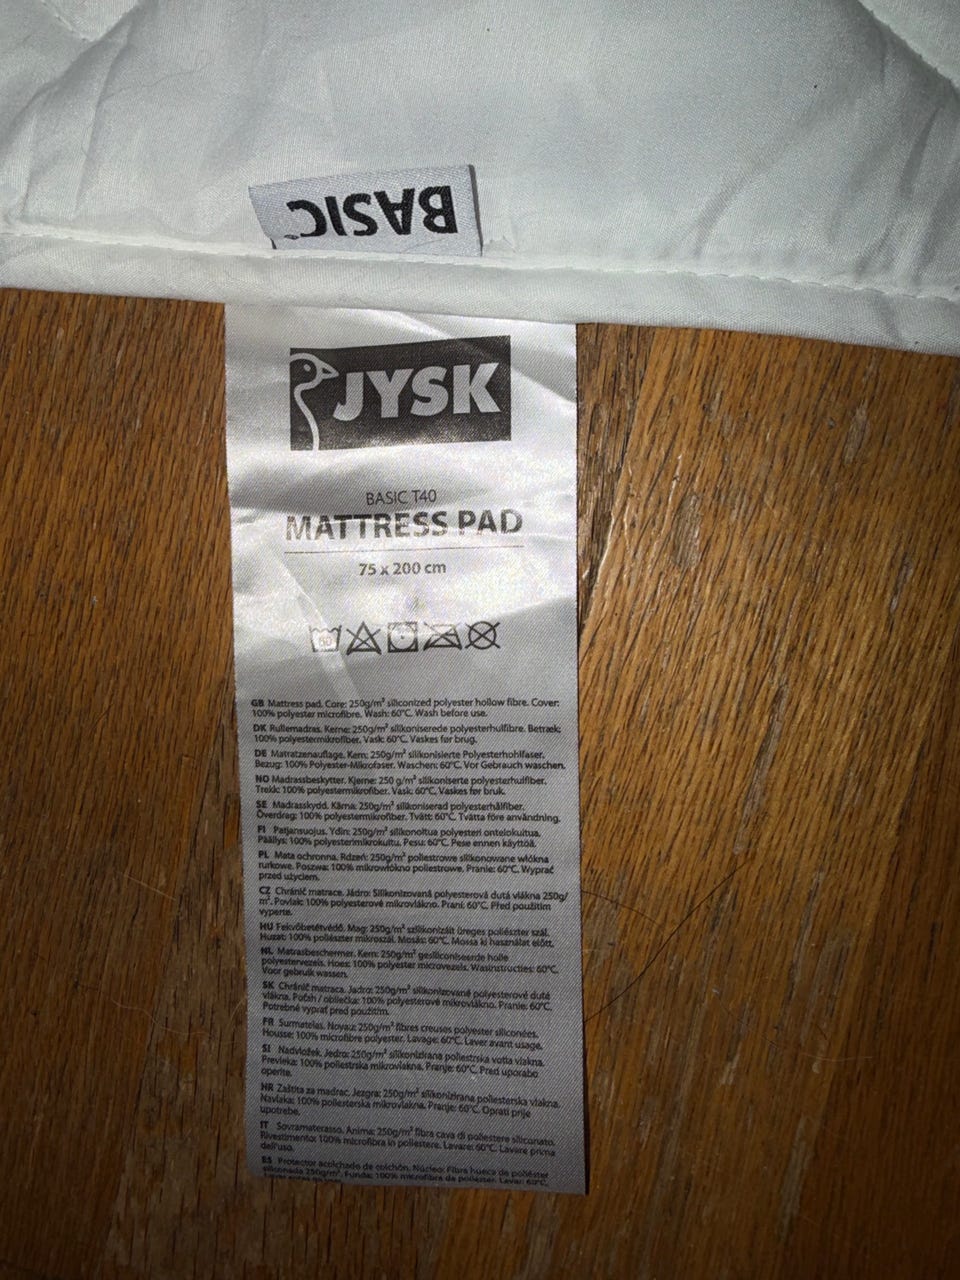 BASIC
JYSK
BASIC T40
MATTRESS PAD
75 x 200 cm
60
GB Mattress pad. Core: 250g/m² siliconized polyester hollow fibre. Cover:
100% polyester microfibre. Wash: 60°C. Wash before use.
DK Rullemadras. Kerne: 250g/m² silikoniserede polyesterhulfibre. Betræk:
100% polyestermikrofiber. Vask: 60°C. Vaskes før brug.
DE Matratzenauflage. Kern: 250g/m² silikonisierte Polyesterhohlfaser.
Bezug: 100% Polyester-Mikrofaser. Waschen: 60°C. Vor Gebrauch waschen.
NO Madrassbeskytter. Kjerne: 250 g/m² silikoniserte polyesterhulfiber.
Trekk: 100% polyestermikrofiber. Vask: 60°C. Vaskes før bruk.
SE Madrasskydd. Kärna: 250g/m² silikoniserad polyesterhålfiber.
Överdrag: 100% polyestermikrofiber. Tvätt: 60°C. Tvätta före användning.
FI Patjansuojus. Ydin: 250g/m² silikonoitua polyesteri onteloikuitua.
Päällys: 100% polyesterimikrokuitu. Pesu: 60°C. Pese ennen käyttöä.
PL Mata ochronna. Rdzeń: 250g/m² poliestrowe silikonowane włókna
rurkowe. Poszwa: 100% mikrowłókno poliestrowe. Pranie: 60°C. Wyprać
przed użyciem.
CZ Chránič matrace. Jádro: Silikonizovaná polyesterová dutá vlákna 250g/
m². Povlak: 100% polyesterové mikrovlákno. Praní: 60°C. Před použitím
vyperte.
HU Fekvőbetétvédő. Mag: 250g/m² szilikonizált üreges poliészter szál.
Huzat: 100% poliészter mikroszál. Mosás: 60°C. Mossa ki használat előtt.
NL Matrasbeschermer. Kern: 250g/m² gesiliconiseerde holle
polyestervezels. Hoes: 100% polyester microvezels. Wasinstructies: 60°C.
Voor gebruik wassen.
SK Chránič matraca. Jadro: 250g/m² silikonizované polyesterové duté
vlákna. Poťah / obliečka: 100% polyesterové mikrovlákno. Pranie: 60°C.
Potrebné vyprať pred použitím.
FR Surmatelas. Noyau: 250g/m² fibres creuses polyester siliconées.
Housse: 100% microfibre polyester. Lavage: 60°C. Laver avant usage.
SI Nadvložek. Jedro: 250g/m² silikonizirana poliestrska votla vlakna.
Prevleka: 100% poliestrska mikrovlakna. Pranje: 60°C. Pred uporabo
operite.
HR Zaštita za madrac. Jezgra: 250g/m² silikonizirana poliesterska vlakna.
Navlaka: 100% poliesterska mikrovlakna. Pranje: 60°C. Oprati prije
upotrebe.
IT Sovramaterasso. Anima: 250g/m² fibra cava di poliestere siliconato.
Rivestimento: 100% microfibra in poliestere. Lavare: 60°C. Lavare prima
dell'uso.
ES Protector acolchado de colchón. Núcleo: Fibra hueca de poliéster
siliconada 250g/m². Funda: 100% microfibra de poliéster. Lavar: 60°C.